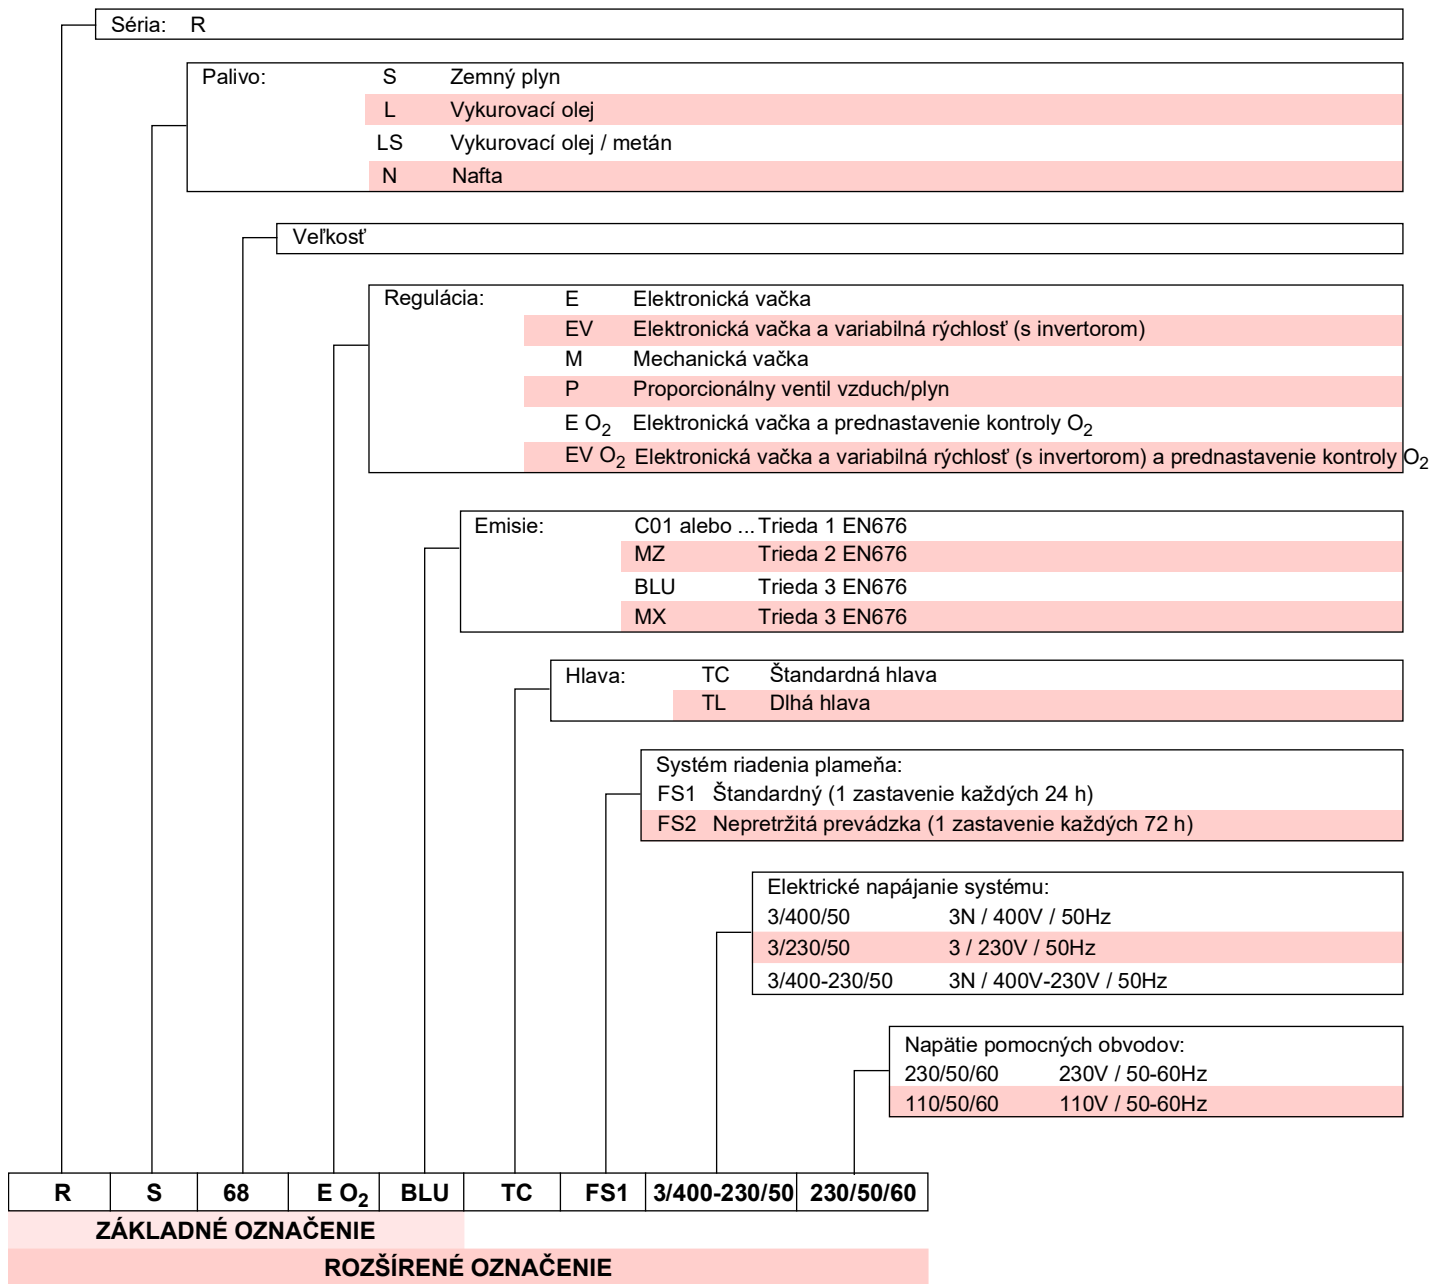 Séria: R
Palivo: S Zemný plyn
L Vykurovací olej
LS Vykurovací olej / metán
N Nafta
Veľkosť
Regulácia: E Elektronická vačka
EV Elektronická vačka a variabilná rýchlosť (s invertorom)
M Mechanická vačka
P Proporcionálny ventil vzduch/plyn
E O₂ Elektronická vačka a prednastavenie kontroly O₂
EV O₂ Elektronická vačka a variabilná rýchlosť (s invertorom) a prednastavenie kontroly O₂
Emisie: C01 alebo ... Trieda 1 EN676
MZ Trieda 2 EN676
BLU Trieda 3 EN676
MX Trieda 3 EN676
Hlava: TC Štandardná hlava
TL Dlhá hlava
Systém riadenia plameňa:
FS1 Štandardný (1 zastavenie každých 24 h)
FS2 Nepretržitá prevádzka (1 zastavenie každých 72 h)
Elektrické napájanie systému:
3/400/50 3N / 400V / 50Hz
3/230/50 3 / 230V / 50Hz
3/400-230/50 3N / 400V-230V / 50Hz
Napätie pomocných obvodov:
230/50/60 230V / 50-60Hz
110/50/60 110V / 50-60Hz
R S 68 E O₂ BLU TC FS1 3/400-230/50 230/50/60
ZÁKLADNÉ OZNAČENIE
ROZŠÍRENÉ OZNAČENIE